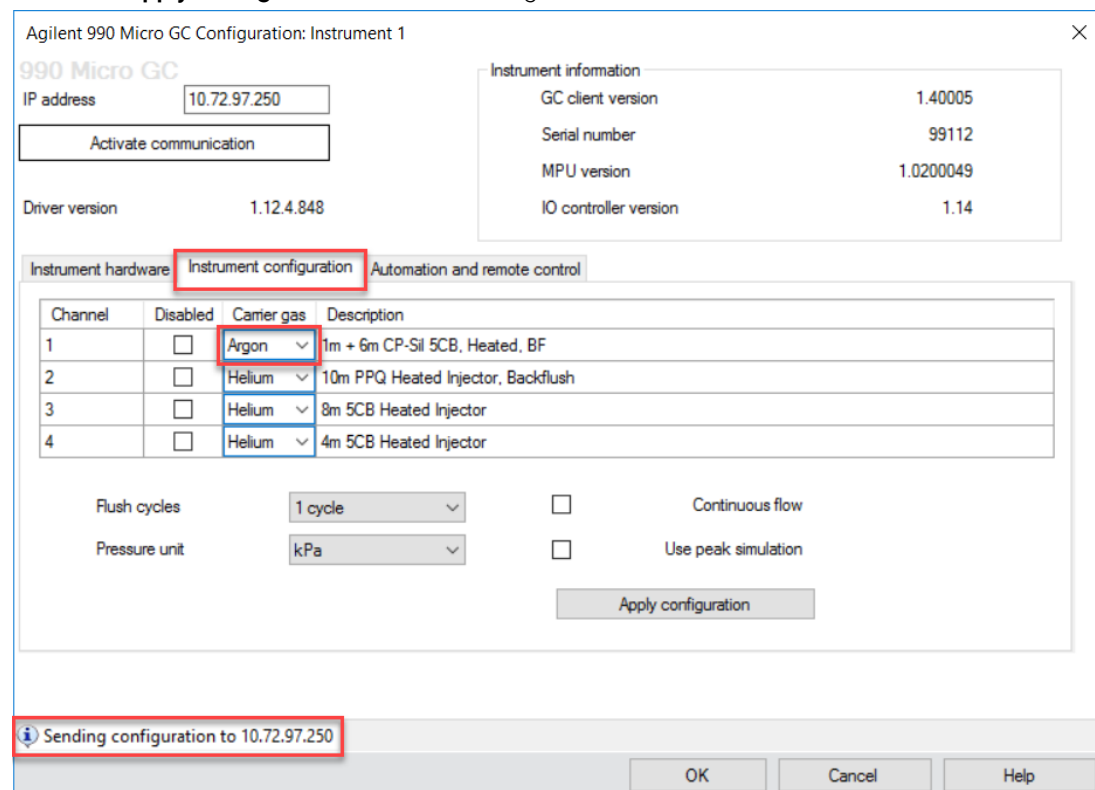 Agilent 990 Micro GC Configuration: Instrument 1
990 Micro GC
IP address 10.72.97.250
Activate communication
Driver version 1.12.4.848
Instrument information
GC client version 1.40005
Serial number 99112
MPU version 1.0200049
IO controller version 1.14
Instrument hardware Instrument configuration Automation and remote control
Channel Disabled Carrier gas Description
1 Argon 1m + 6m CP-Sil 5CB, Heated, BF
2 Helium 10m PPQ Heated Injector, Backflush
3 Helium 8m 5CB Heated Injector
4 Helium 4m 5CB Heated Injector
Flush cycles 1 cycle Continuous flow
Pressure unit kPa Use peak simulation
Apply configuration
Sending configuration to 10.72.97.250
OK Cancel Help